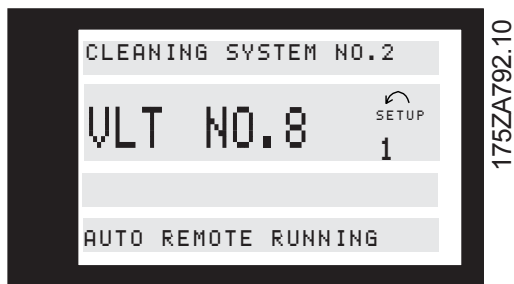 CLEANING SYSTEM NO.2
VLT NO.8
SETUP
1
AUTO REMOTE RUNNING
175ZA792.10